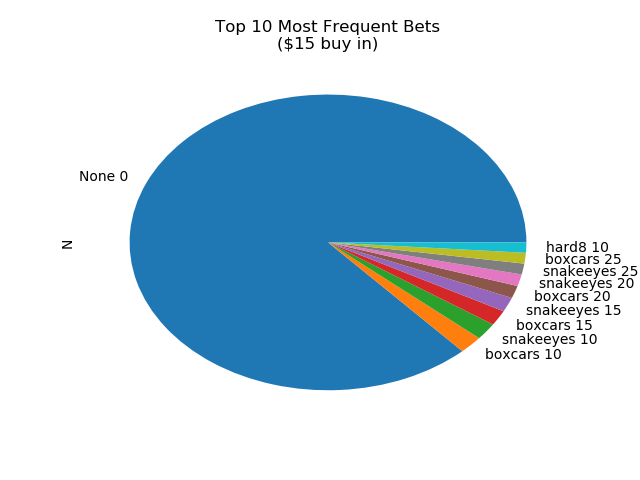 Top 10 Most Frequent Bets
($15 buy in)
None 0
N
hard8 10
boxcars 25
snakeeyes 25
snakeeyes 20
boxcars 20
snakeeyes 15
boxcars 15
snakeeyes 10
boxcars 10